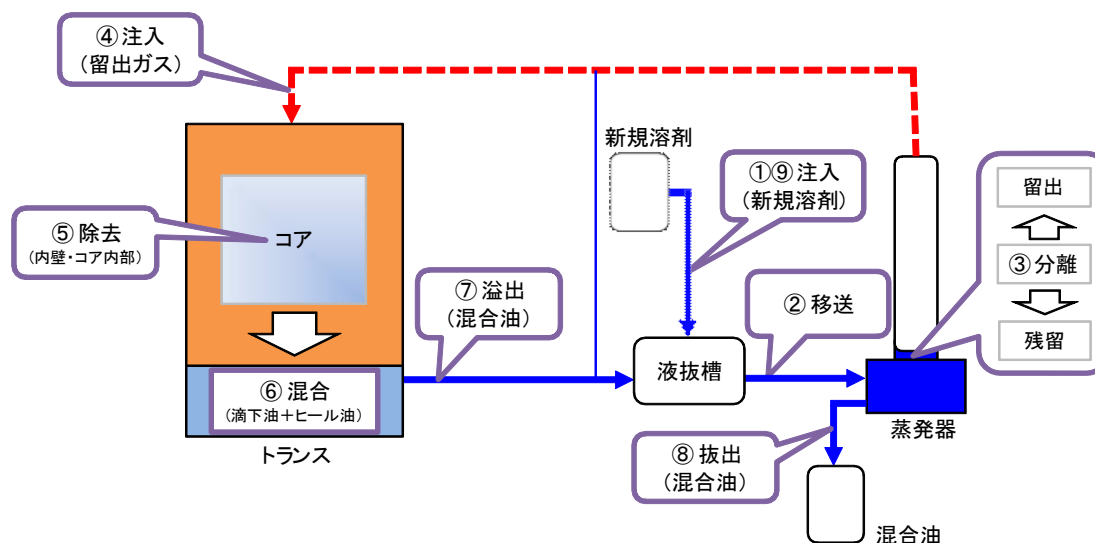 ④注入
(留出ガス)
新規溶剤
①⑨注入
(新規溶剤)
留出
③分離
残留
⑤除去
(内壁・コア内部)
コア
⑦溢出
(混合油)
②移送
液抜槽
⑥混合
(滴下油+ヒール油)
トランス
蒸発器
⑧抜出
(混合油)
混合油